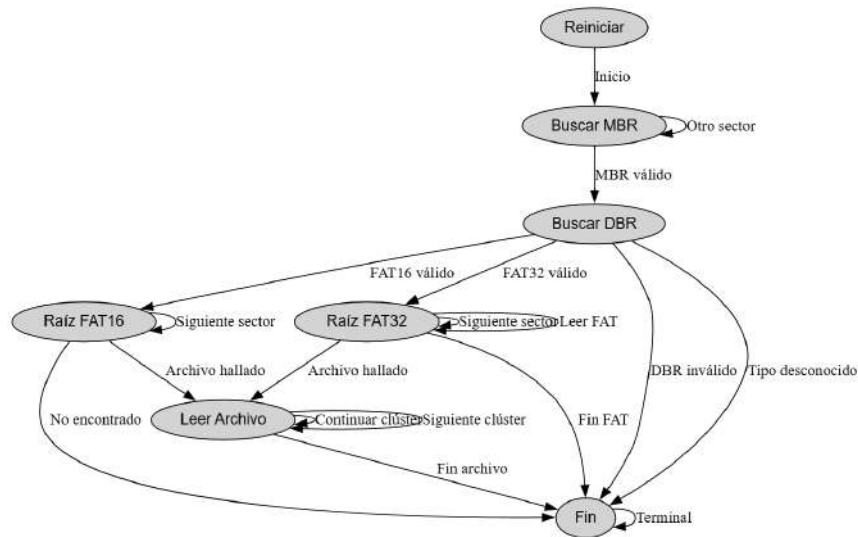 Reiniciar
Inicio
Buscar MBR
Otro sector
MBR válido
Buscar DBR
FAT16 válido
FAT32 válido
Raíz FAT16
Siguiente sector
Raíz FAT32
Siguiente sector
Leer FAT
Archivo hallado
Archivo hallado
DBR inválido
Tipo desconocido
No encontrado
Leer Archivo
Continuar clúster
Siguiente clúster
Fin FAT
Fin archivo
Fin
Terminal